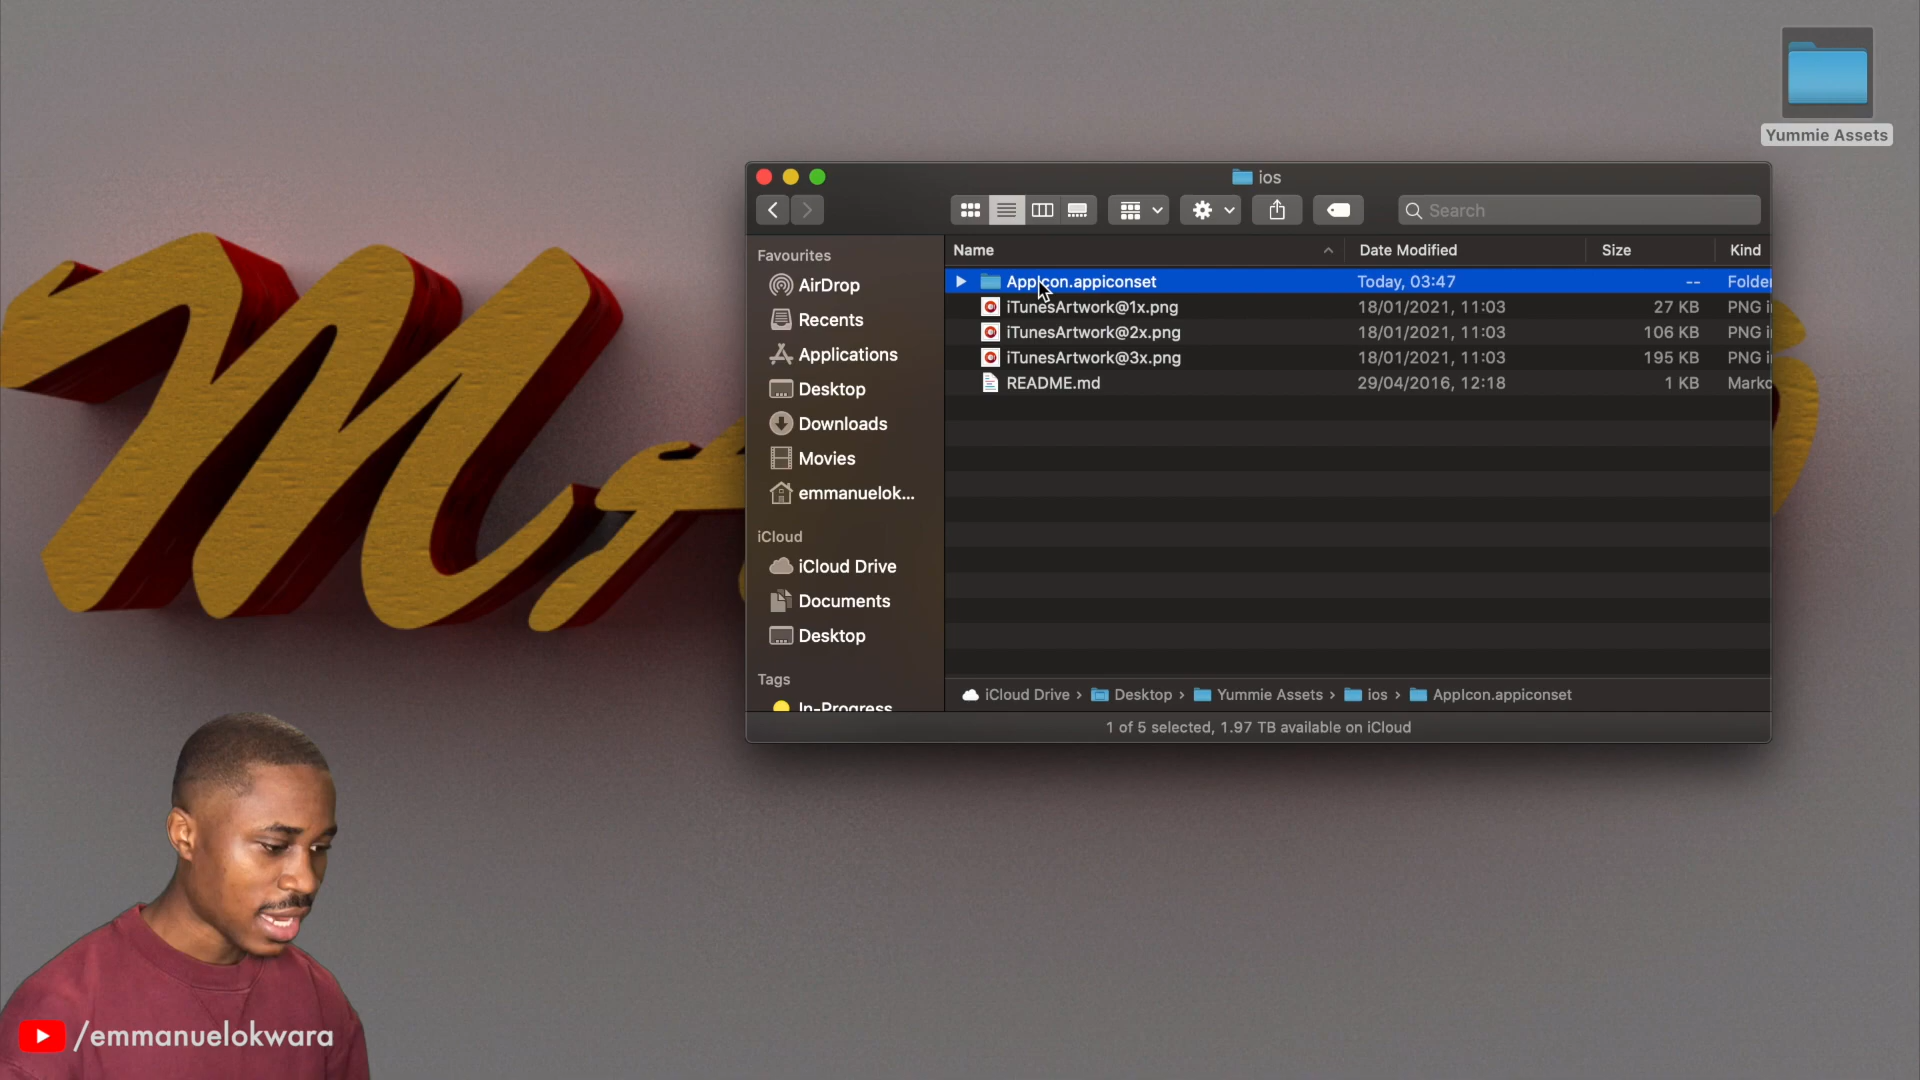 Yummie Assets
ios
Search
Favourites
AirDrop
Recents
Applications
Desktop
Downloads
Movies
emmanuelok...
iCloud
iCloud Drive
Documents
Desktop
Tags
In-Progress
Name Date Modified Size Kind
AppIcon.appiconset Today, 03:47 -- Folde
iTunesArtwork@1x.png 18/01/2021, 11:03 27 KB PNG i
iTunesArtwork@2x.png 18/01/2021, 11:03 106 KB PNG i
iTunesArtwork@3x.png 18/01/2021, 11:03 195 KB PNG i
README.md 29/04/2016, 12:18 1 KB Markd
iCloud Drive › Desktop › Yummie Assets › ios › AppIcon.appiconset
1 of 5 selected, 1.97 TB available on iCloud
/emmanuelokwara